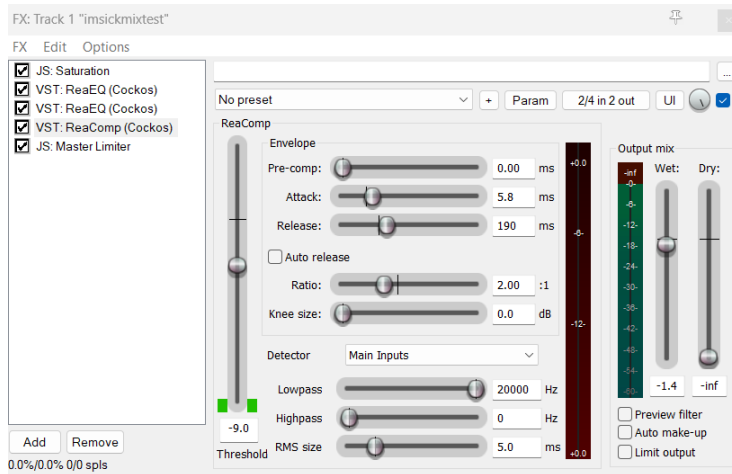 FX: Track 1 "imsickmixtest"
FX Edit Options
JS: Saturation
VST: ReaEQ (Cockos)
VST: ReaEQ (Cockos)
VST: ReaComp (Cockos)
JS: Master Limiter
Add Remove
0.0%/0.0% 0/0 spls
...
No preset + Param 2/4 in 2 out UI
ReaComp
Envelope
Pre-comp: 0.00 ms
Attack: 5.8 ms
Release: 190 ms
Auto release
Ratio: 2.00 :1
Knee size: 0.0 dB
Detector Main Inputs
Lowpass 20000 Hz
Highpass 0 Hz
RMS size 5.0 ms
-9.0
Threshold
+0.0
-6-
-12-
+0.0
Output mix
Wet: Dry:
-inf
-0-
-6-
-12-
-18-
-24-
-30-
-36-
-42-
-48-
-54-
-60-
-1.4 -inf
Preview filter
Auto make-up
Limit output